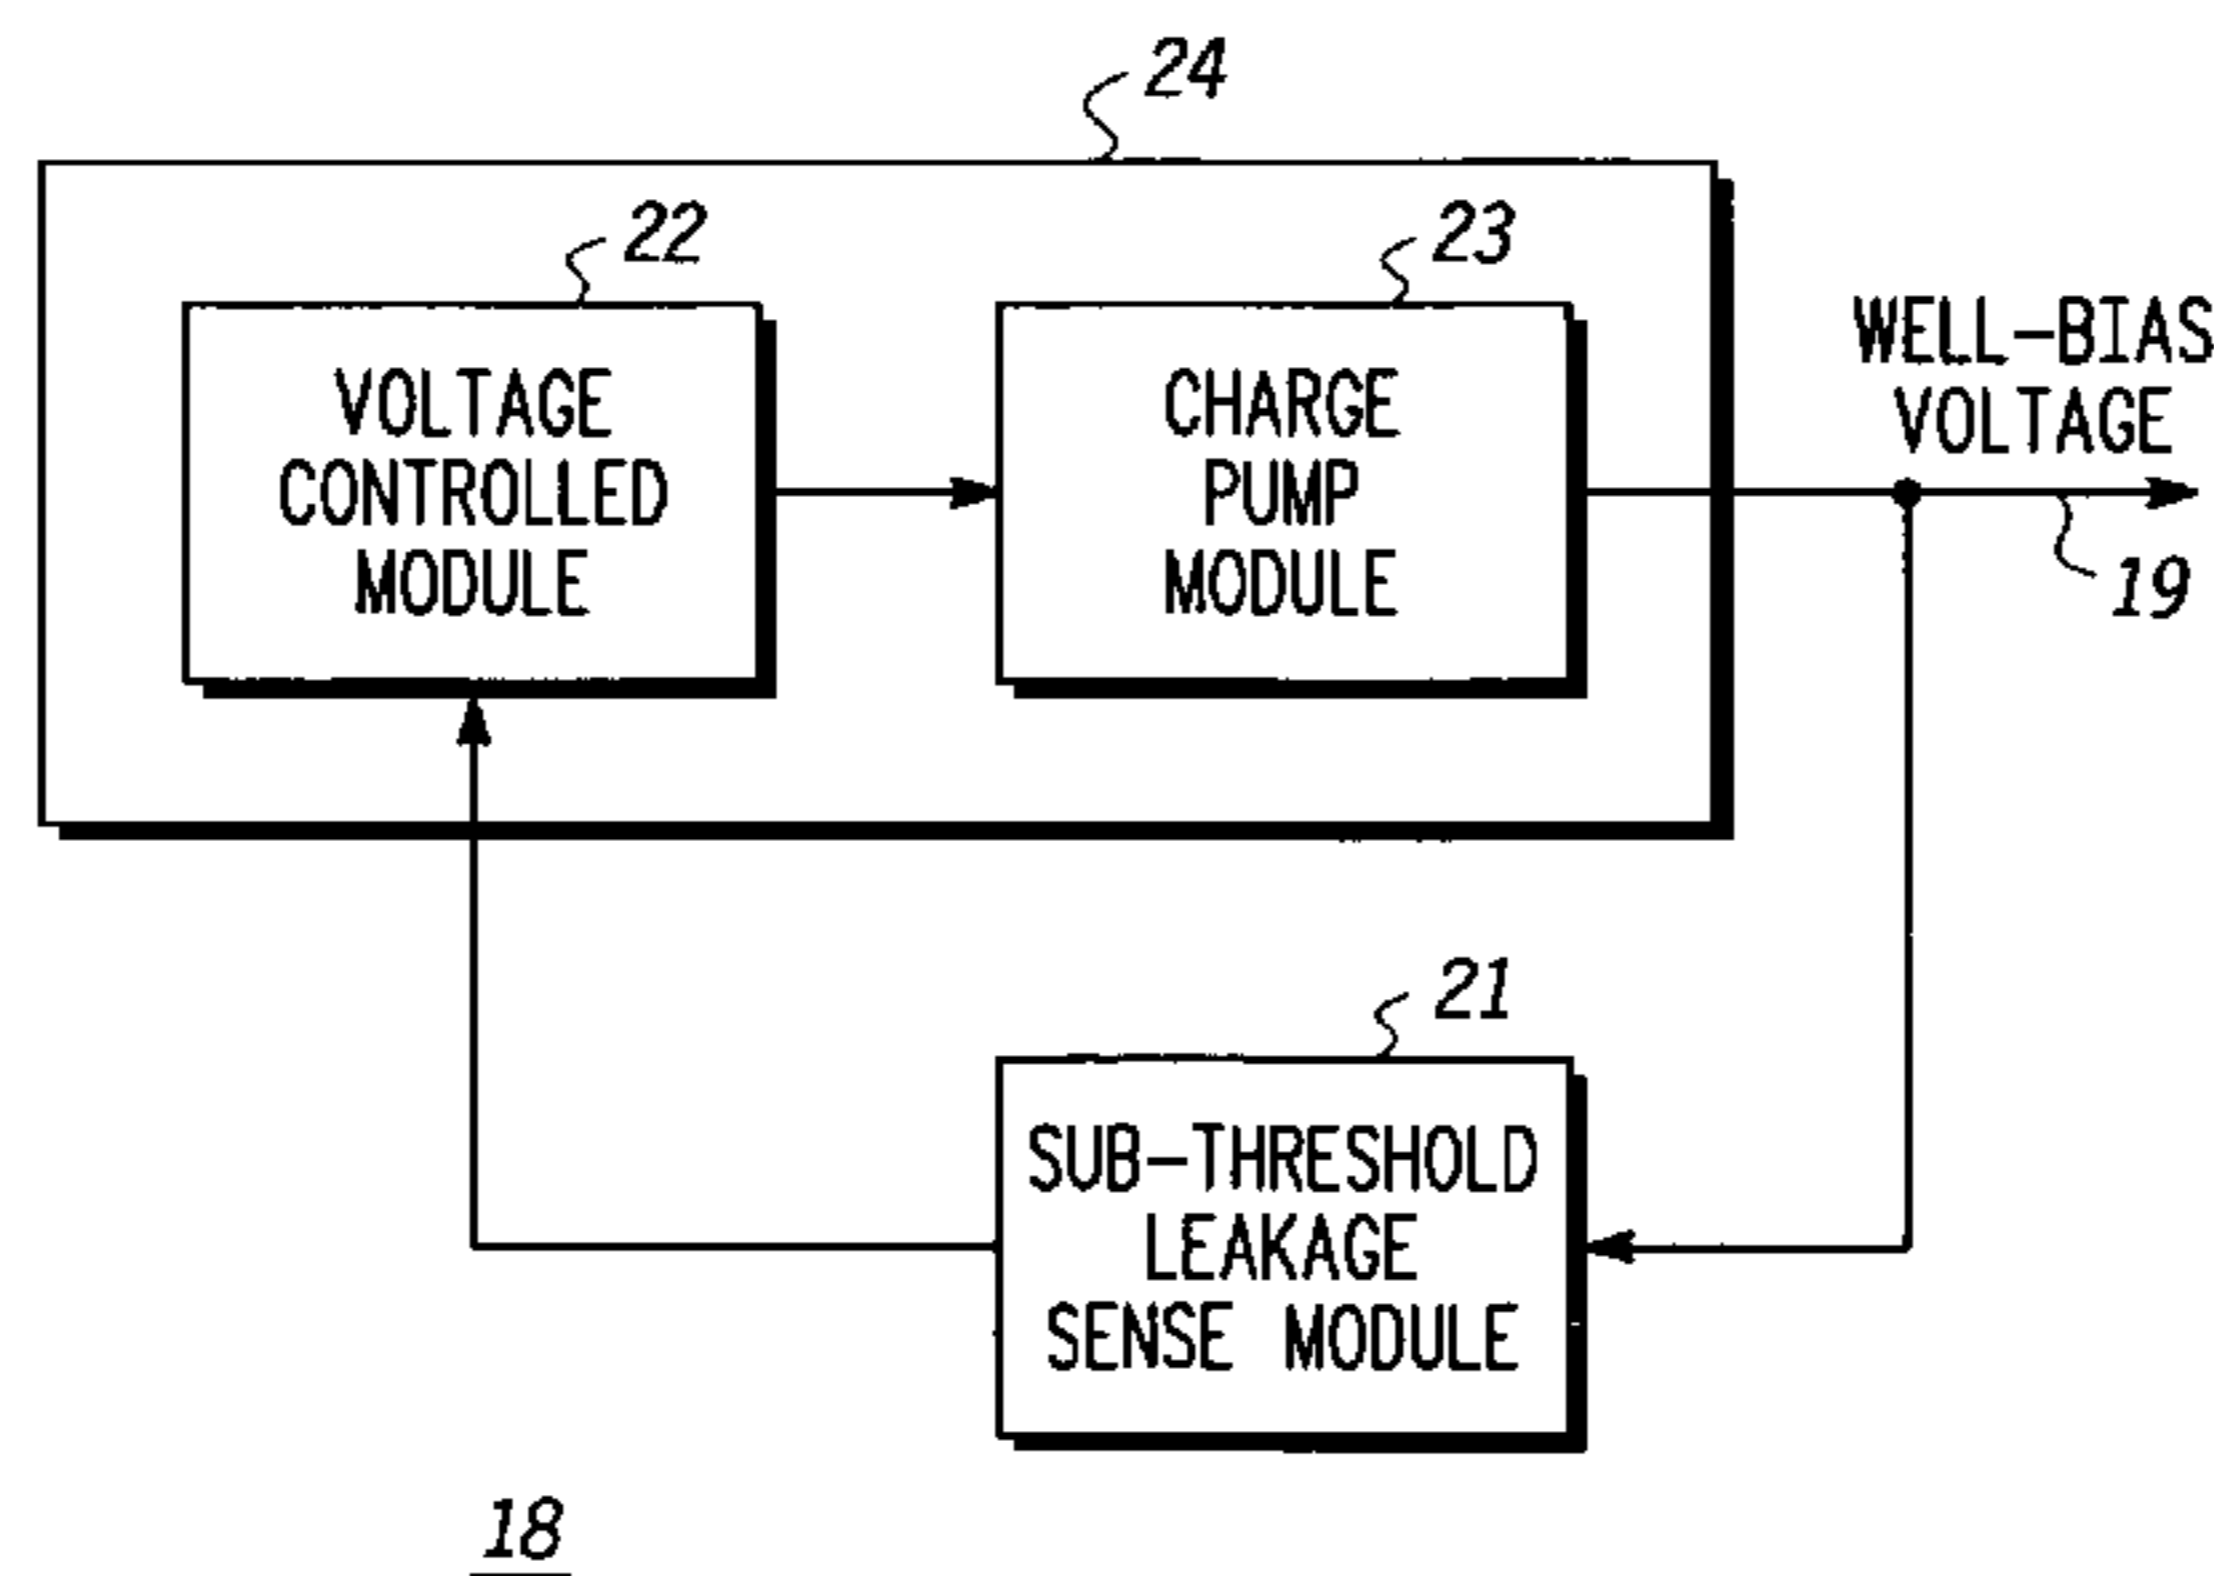 24
22
23
VOLTAGE
CONTROLLED
MODULE
CHARGE
PUMP
MODULE
WELL-BIAS
VOLTAGE
19
21
SUB-THRESHOLD
LEAKAGE
SENSE MODULE
18